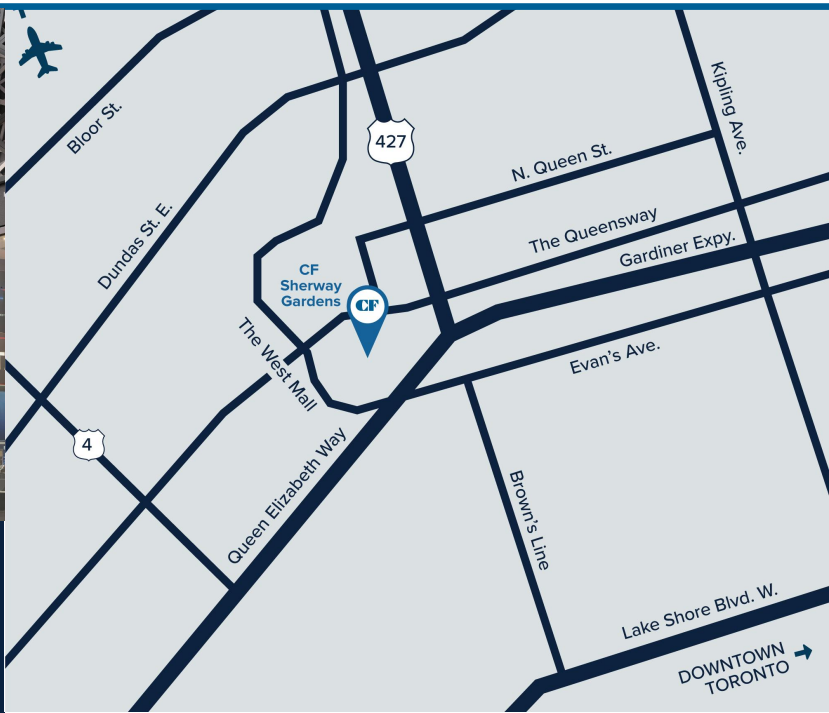 Bloor St.
Kipling Ave.
427
N. Queen St.
Dundas St. E.
The Queensway
Gardiner Expy.
CF
Sherway
Gardens
CF
The West Mall
Evan's Ave.
4
Queen Elizabeth Way
Brown's Line
Lake Shore Blvd. W.
DOWNTOWN
TORONTO